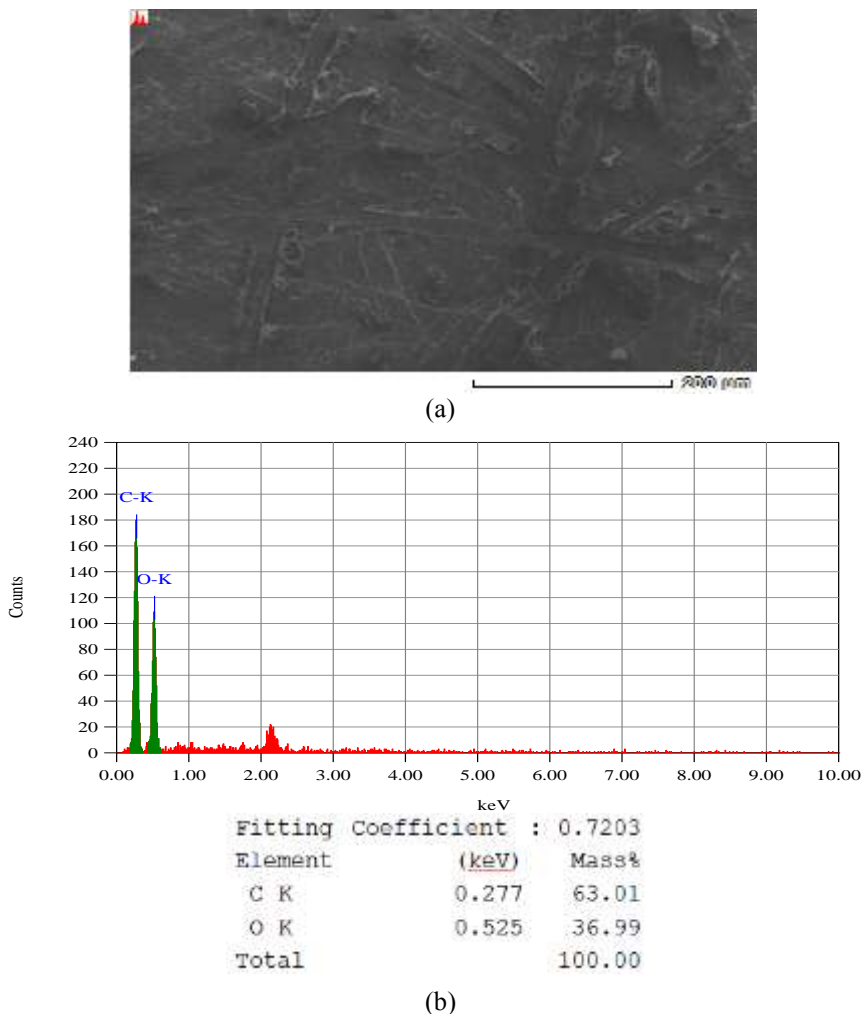 200 µm
(a)
240
220
200
180
160
140
120
100
80
60
40
20
0
Counts
C-K
O-K
0.00 1.00 2.00 3.00 4.00 5.00 6.00 7.00 8.00 9.00 10.00
keV
Fitting Coefficient : 0.7203
Element (keV) Mass%
C K 0.277 63.01
O K 0.525 36.99
Total 100.00
(b)